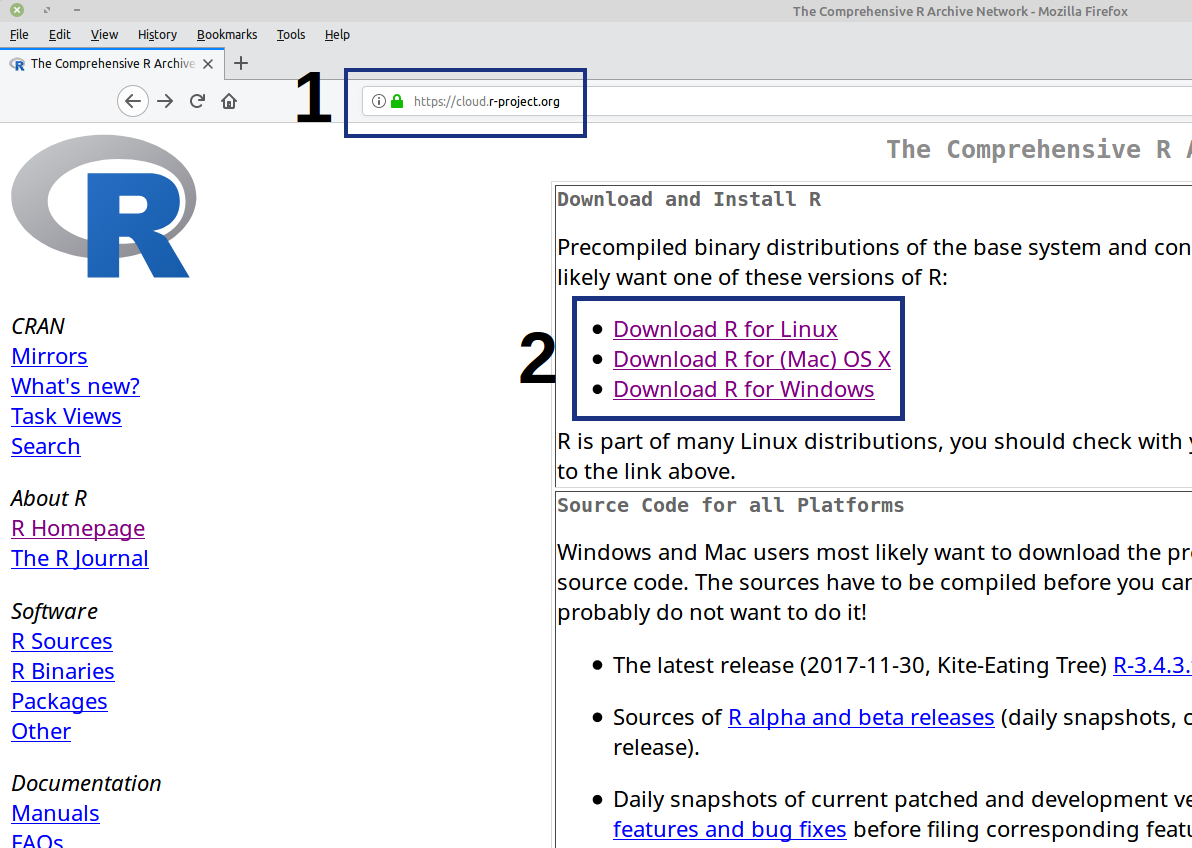 The Comprehensive R Archive Network - Mozilla Firefox
File Edit View History Bookmarks Tools Help
The Comprehensive R Archive
1
https://cloud.r-project.org
R
The Comprehensive R
Download and Install R
Precompiled binary distributions of the base system and con
likely want one of these versions of R:
2
Download R for Linux
Download R for (Mac) OS X
Download R for Windows
R is part of many Linux distributions, you should check with
to the link above.
Source Code for all Platforms
Windows and Mac users most likely want to download the pre
source code. The sources have to be compiled before you can
probably do not want to do it!
The latest release (2017-11-30, Kite-Eating Tree) R-3.4.3.
Sources of R alpha and beta releases (daily snapshots, c
release).
Daily snapshots of current patched and development ve
features and bug fixes before filing corresponding featu
CRAN
Mirrors
What's new?
Task Views
Search
About R
R Homepage
The R Journal
Software
R Sources
R Binaries
Packages
Other
Documentation
Manuals
FAQs